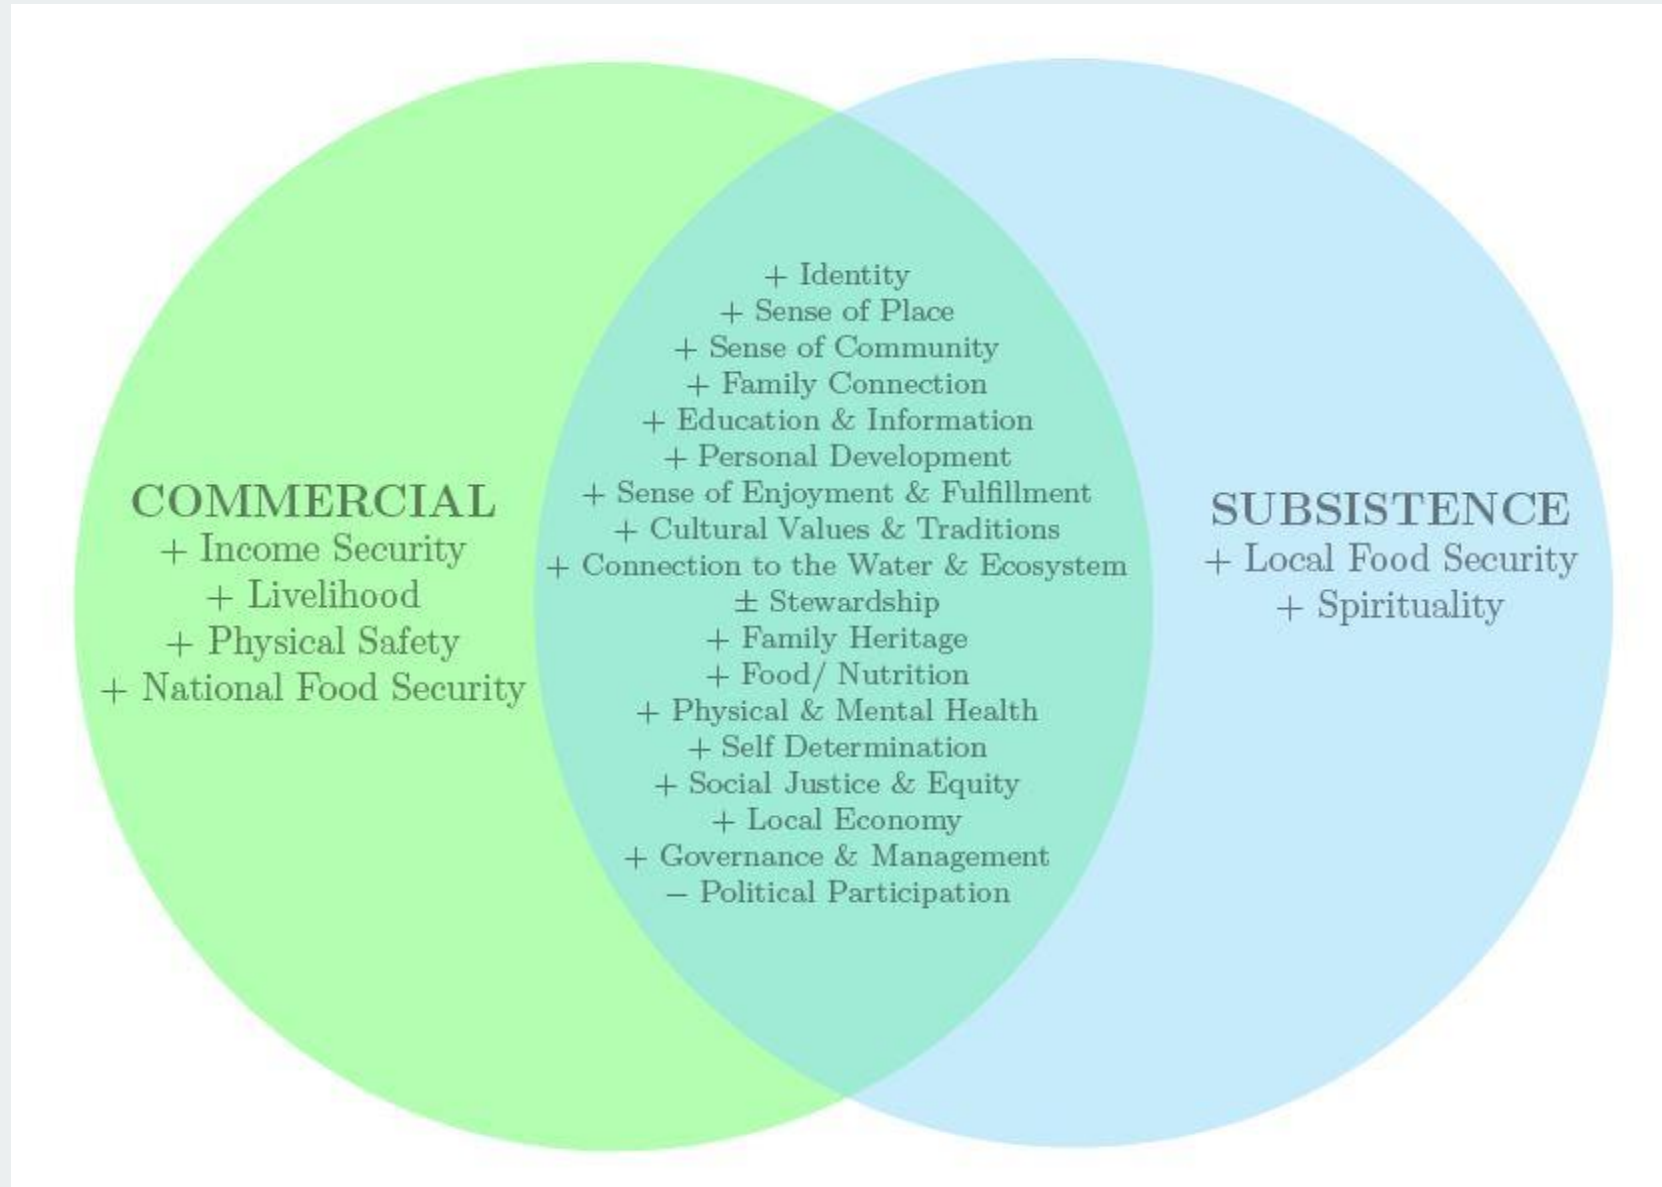 COMMERCIAL
+ Income Security
+ Livelihood
+ Physical Safety
+ National Food Security
+ Identity
+ Sense of Place
+ Sense of Community
+ Family Connection
+ Education & Information
+ Personal Development
+ Sense of Enjoyment & Fulfillment
+ Cultural Values & Traditions
+ Connection to the Water & Ecosystem
± Stewardship
+ Family Heritage
+ Food/ Nutrition
+ Physical & Mental Health
+ Self Determination
+ Social Justice & Equity
+ Local Economy
+ Governance & Management
− Political Participation
SUBSISTENCE
+ Local Food Security
+ Spirituality